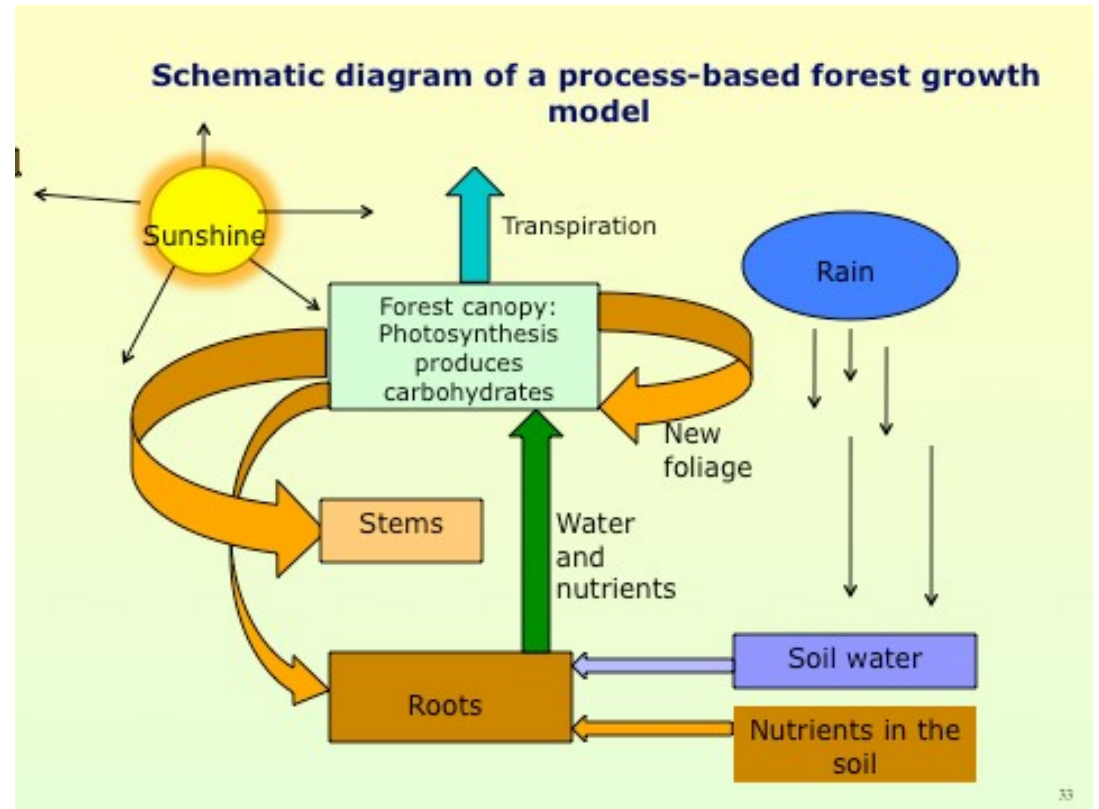 Schematic diagram of a process-based forest growth
model
Sunshine
Transpiration
Rain
Forest canopy:
Photosynthesis
produces
carbohydrates
New
foliage
Stems
Water
and
nutrients
Soil water
Roots
Nutrients in the
soil
33